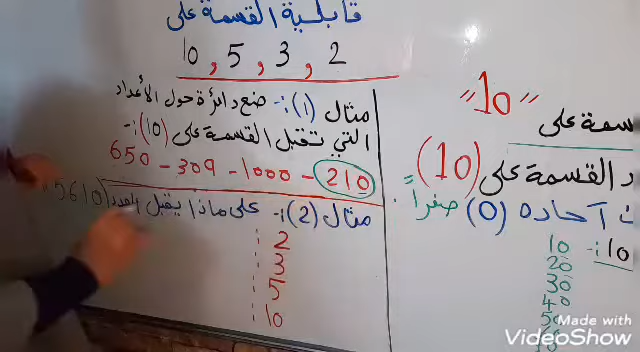 قابلية القسمة على
2 , 3 , 5 , 10
"10"
سمة على
د القسمة على (10)
ت آحاده (0) صفراً =
10 :-
10
20
30
40
مثال (1) :- ضع دائرة حول الأعداد
التي تقبل القسمة على (10) :-
210 - 1000 - 309 - 650
مثال (2) :- على ماذا يقبل العدد (5610
2 :
3 :
5 :
10 :
Made with
VideoShow